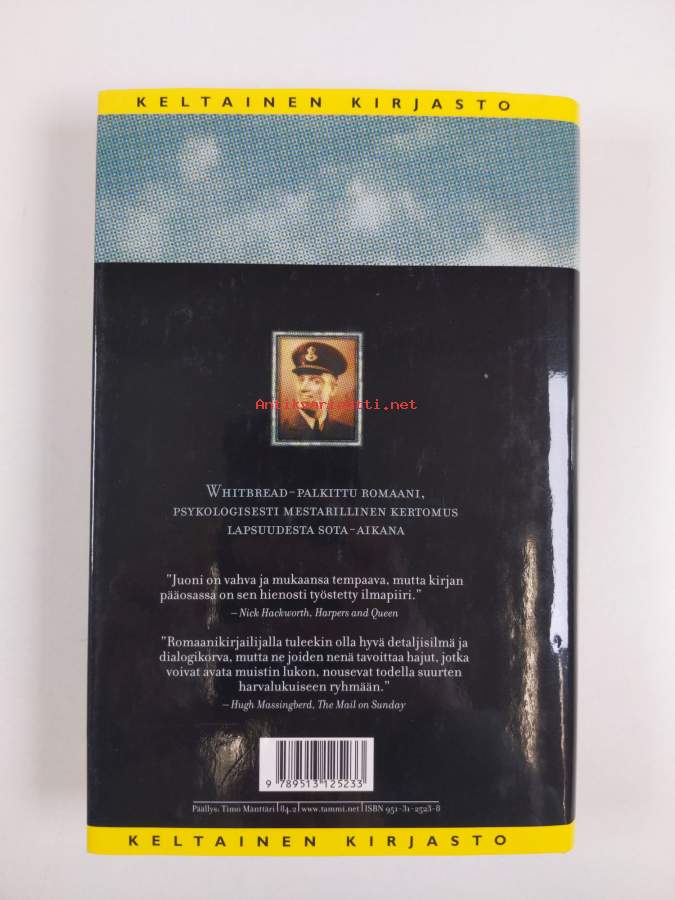 KELTAINEN KIRJASTO
Antikvariaatti.net
WHITBREAD-PALKITTU ROMAANI,
PSYKOLOGISESTI MESTARILLINEN KERTOMUS
LAPSUUDESTA SOTA-AIKANA
"Juoni on vahva ja mukaansa tempaava, mutta kirjan
pääosassa on sen hienosti työstetty ilmapiiri."
– Nick Hackworth, Harpers and Queen
"Romaanikirjailijalla tuleekin olla hyvä detaljisilmä ja
dialogikorva, mutta ne joiden nenä tavoittaa hajut, jotka
voivat avata muistin lukon, nousevat todella suurten
harvalukuiseen ryhmään."
– Hugh Massingberd, The Mail on Sunday
9 789513 125233
Päällys: Timo Mänttäri | 84.2 | www.tammi.net | ISBN 951-31-2523-8
KELTAINEN KIRJASTO